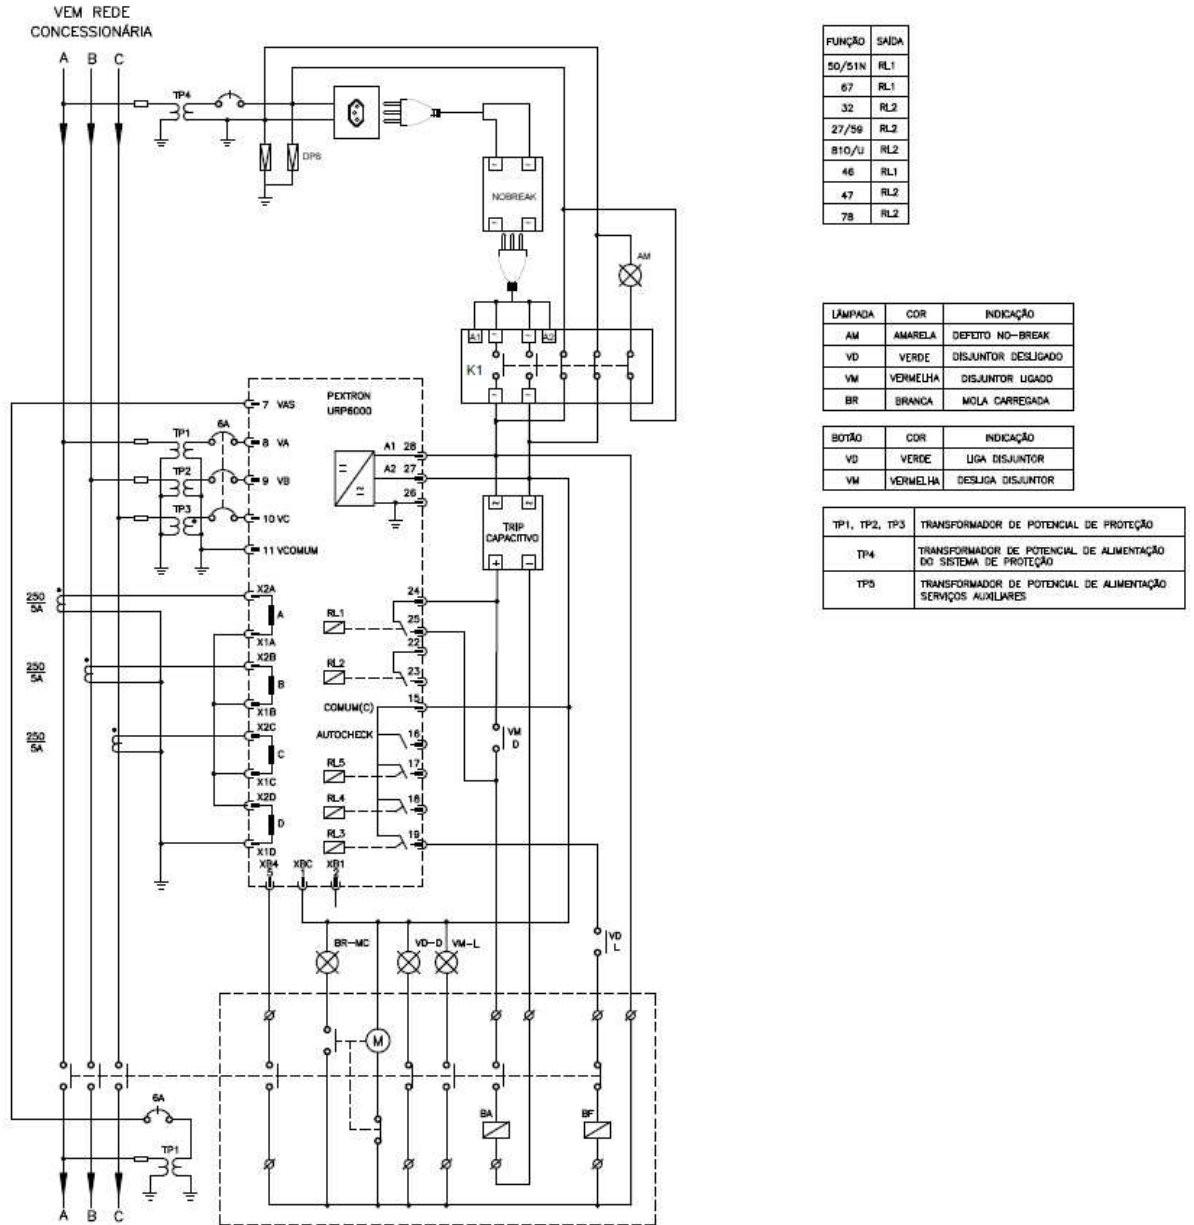 VEM REDE
CONCESSIONÁRIA
A B C
TP4
DPS
NOBREAK
~ ~
~ ~
AM
A1 ~ ~ A2
K1
~ ~
FUNÇÃO SAÍDA
50/51N RL1
67 RL1
32 RL2
27/59 RL2
81O/U RL2
46 RL1
47 RL2
78 RL2
LÂMPADA COR INDICAÇÃO
AM AMARELA DEFEITO NO-BREAK
VD VERDE DISJUNTOR DESLIGADO
VM VERMELHA DISJUNTOR LIGADO
BR BRANCA MOLA CARREGADA
BOTÃO COR INDICAÇÃO
VD VERDE LIGA DISJUNTOR
VM VERMELHA DESLIGA DISJUNTOR
TP1, TP2, TP3 TRANSFORMADOR DE POTENCIAL DE PROTEÇÃO
TP4 TRANSFORMADOR DE POTENCIAL DE ALIMENTAÇÃO
DO SISTEMA DE PROTEÇÃO
TP5 TRANSFORMADOR DE POTENCIAL DE ALIMENTAÇÃO
SERVIÇOS AUXILIARES
PEXTRON
URP6000
7 VAS
6A
TP1
8 VA
A1 28
TP2
9 VB
A2 27
26
TP3
10 VC
11 VCOMUM
~ ~
TRIP
CAPACITIVO
+ −
250
5A
X2A
A
X1A
RL1
24
25
250
5A
X2B
B
X1B
RL2
22
23
COMUM(C)
15
250
5A
X2C
C
X1C
AUTOCHECK
16
RL5
17
X2D
D
X1D
RL4
18
RL3
19
VM
D
XB4
5
XBC
1
XB1
2
BR-MC
VD-D
VM-L
VD
L
M
6A
TP1
BA
BF
A B C